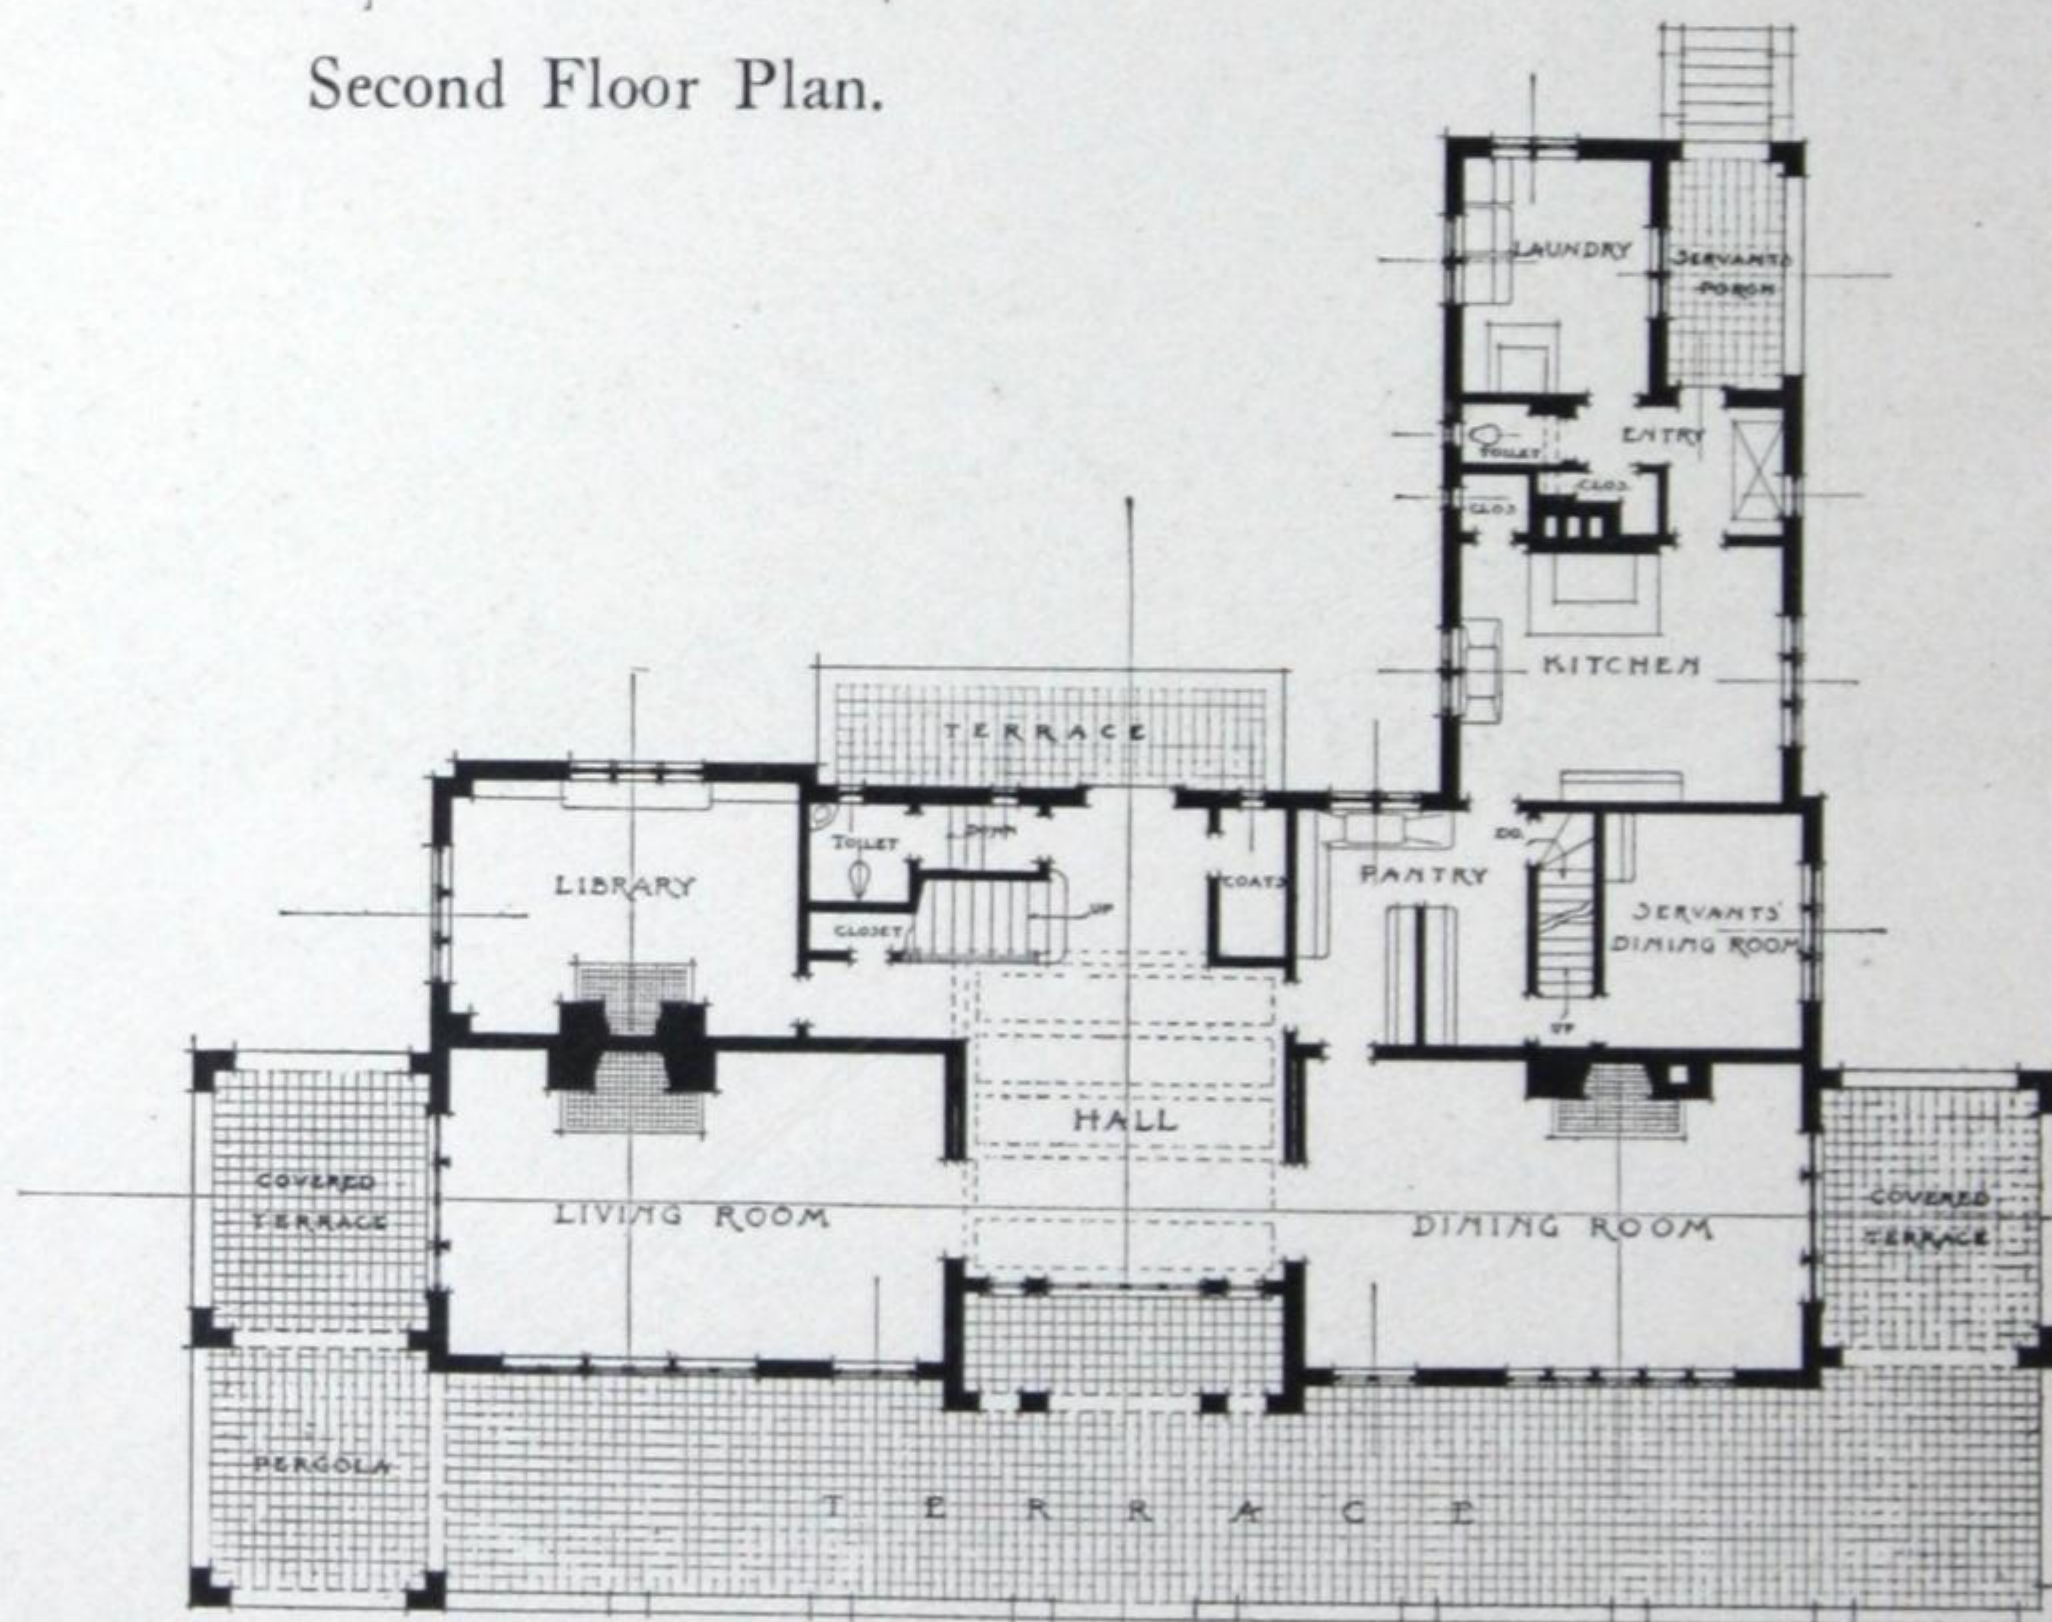 Second Floor Plan.
LAUNDRY
SERVANTS
PORCH
ENTRY
TOILET
CLOS.
CLOS
KITCHEN
TERRACE
TOILET
DOWN
LIBRARY
COATS
PANTRY
DO.
UP
CLOSET
SERVANTS'
DINING ROOM
UP
HALL
COVERED
TERRACE
LIVING ROOM
DINING ROOM
COVERED
TERRACE
PERGOLA
TERRACE